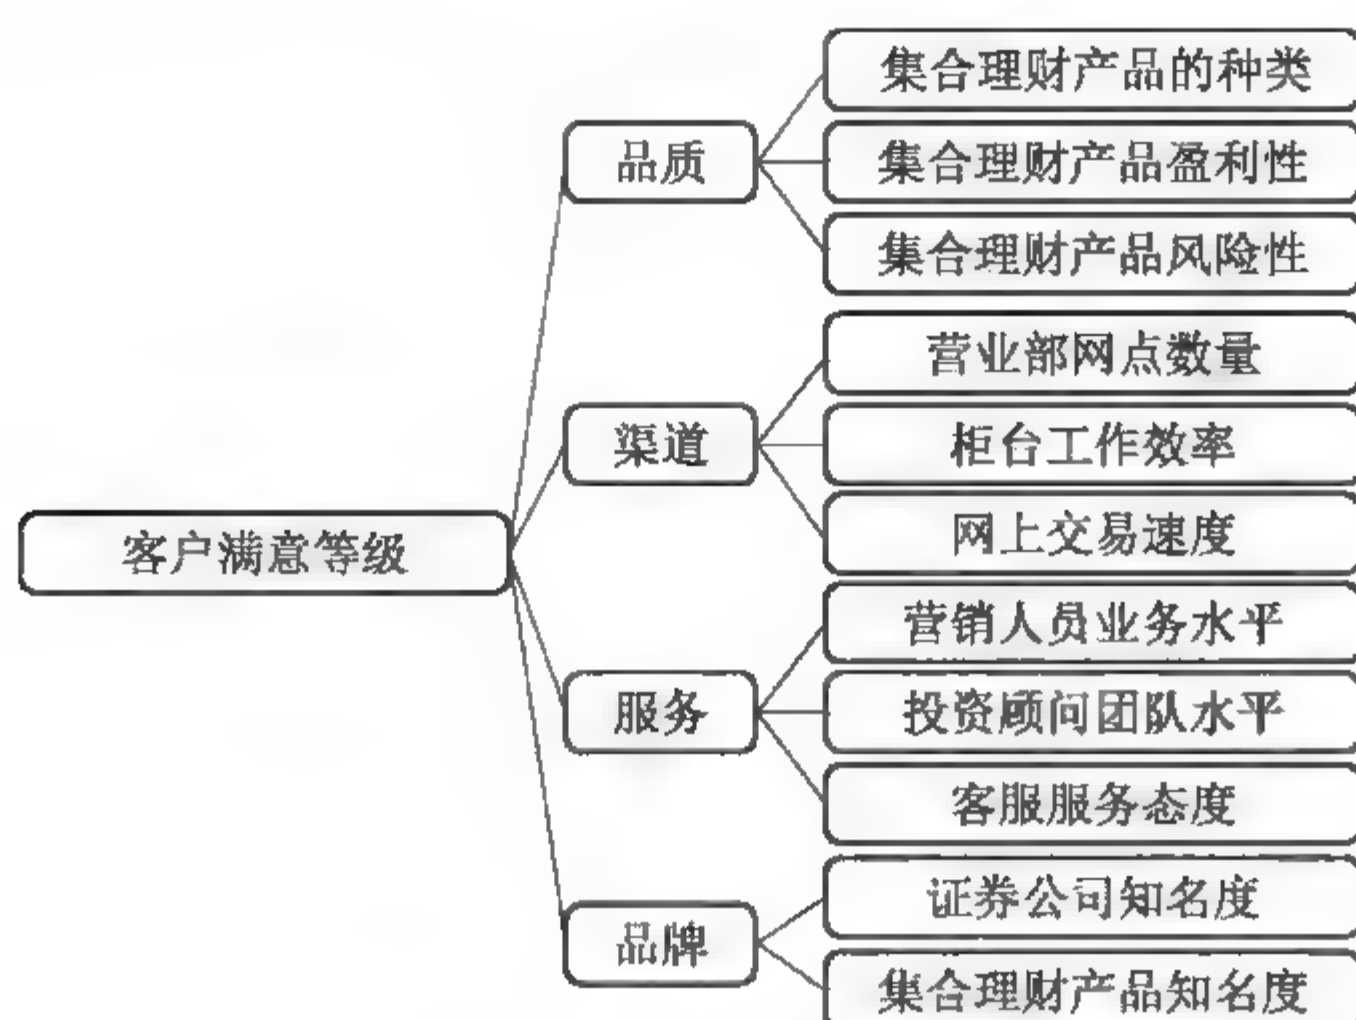 客户满意等级
品质
集合理财产品的种类
集合理财产品盈利性
集合理财产品风险性
渠道
营业部网点数量
柜台工作效率
网上交易速度
服务
营销人员业务水平
投资顾问团队水平
客服服务态度
品牌
证券公司知名度
集合理财产品知名度